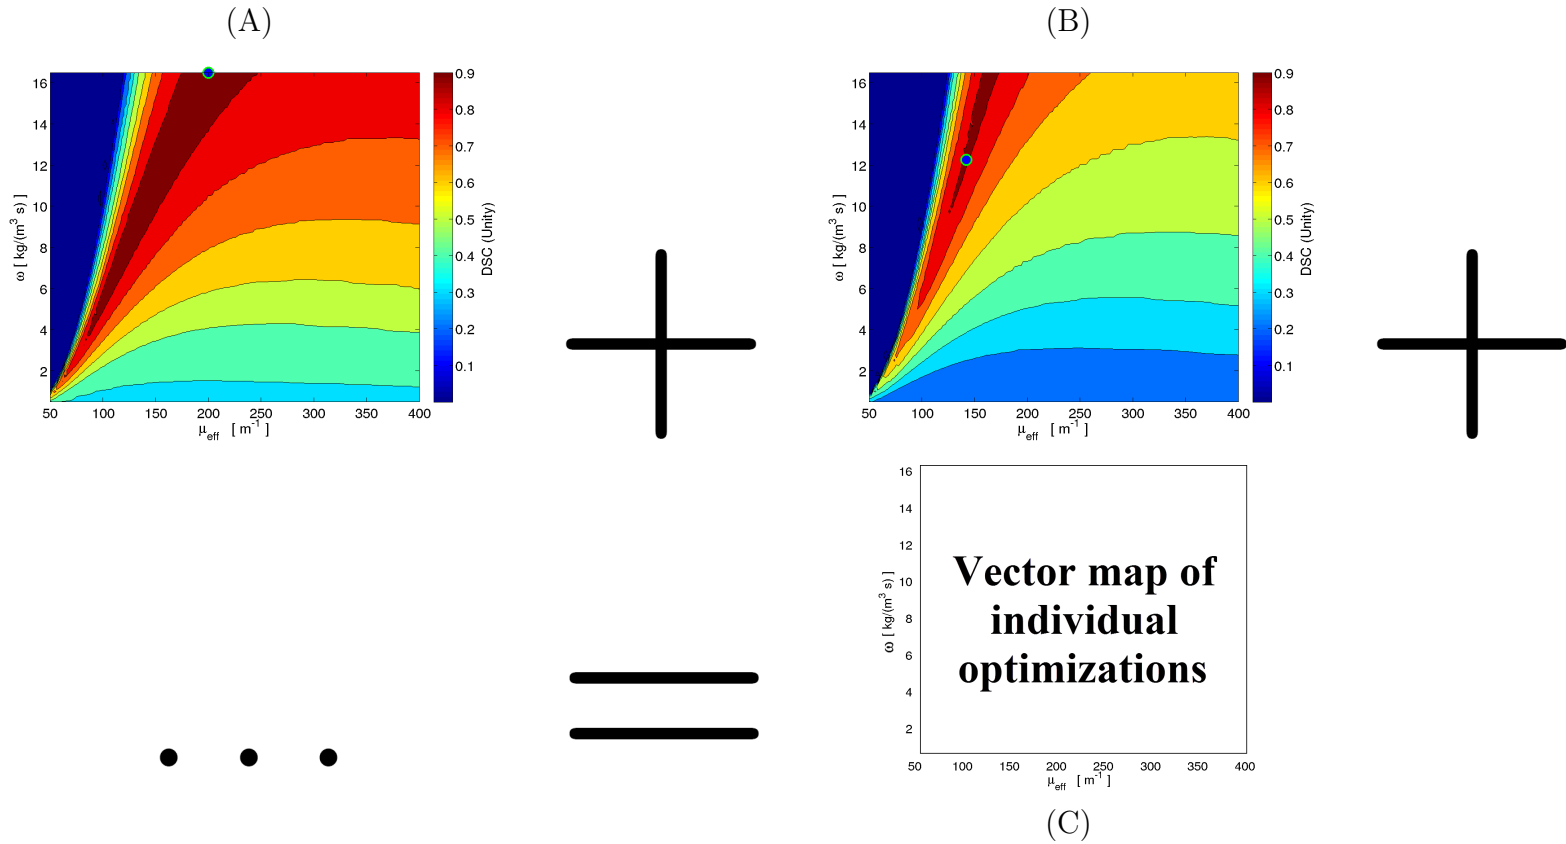 (A)
(B)
16
14
12
10
8
6
4
2
ω [ kg/(m³ s) ]
50 100 150 200 250 300 350 400
μeff [ m-1 ]
0.9
0.8
0.7
0.6
0.5
0.4
0.3
0.2
0.1
DSC (Unity)
16
14
12
10
8
6
4
2
ω [ kg/(m³ s) ]
50 100 150 200 250 300 350 400
μeff [ m-1 ]
0.9
0.8
0.7
0.6
0.5
0.4
0.3
0.2
0.1
DSC (Unity)
16
14
12
10
8
6
4
2
ω [ kg/(m³ s) ]
Vector map of
individual
optimizations
50 100 150 200 250 300 350 400
μeff [ m-1 ]
(C)